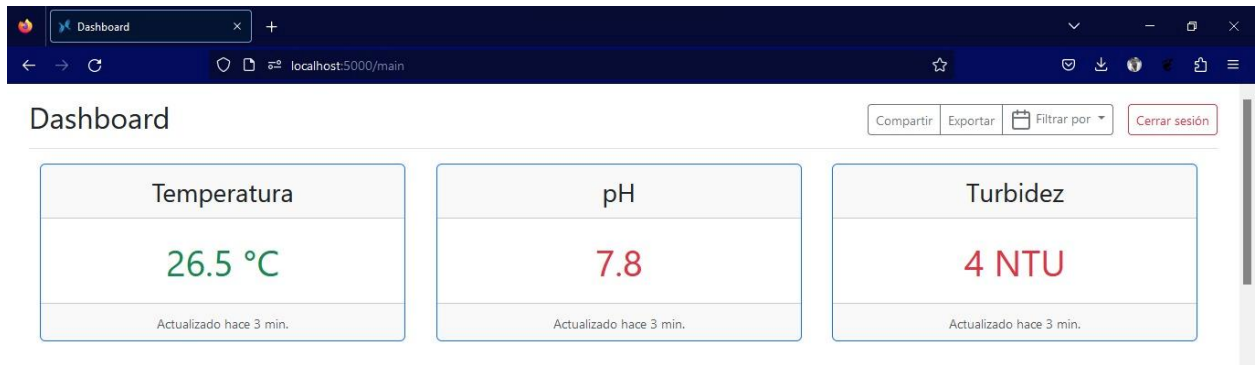 Dashboard
localhost:5000/main
Dashboard
Compartir Exportar Filtrar por Cerrar sesión
Temperatura
26.5 °C
Actualizado hace 3 min.
pH
7.8
Actualizado hace 3 min.
Turbidez
4 NTU
Actualizado hace 3 min.